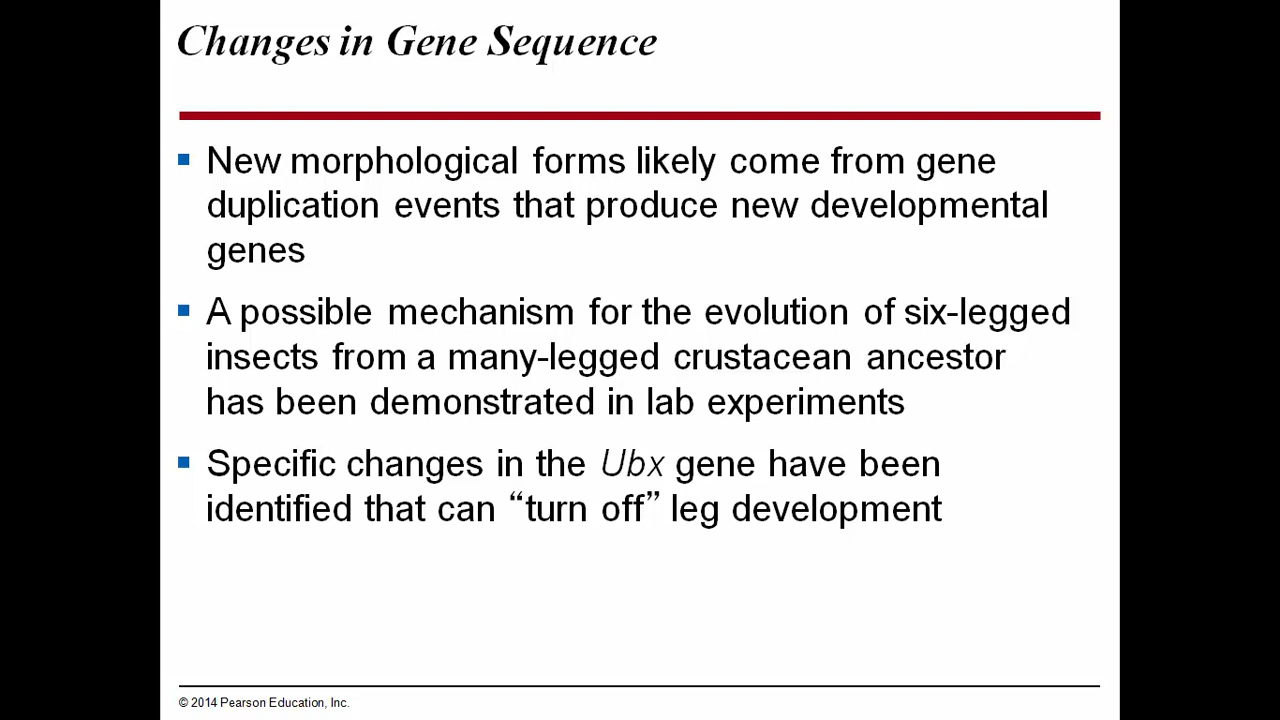 Changes in Gene Sequence
▪ New morphological forms likely come from gene
duplication events that produce new developmental
genes
▪ A possible mechanism for the evolution of six-legged
insects from a many-legged crustacean ancestor
has been demonstrated in lab experiments
▪ Specific changes in the Ubx gene have been
identified that can “turn off” leg development
© 2014 Pearson Education, Inc.